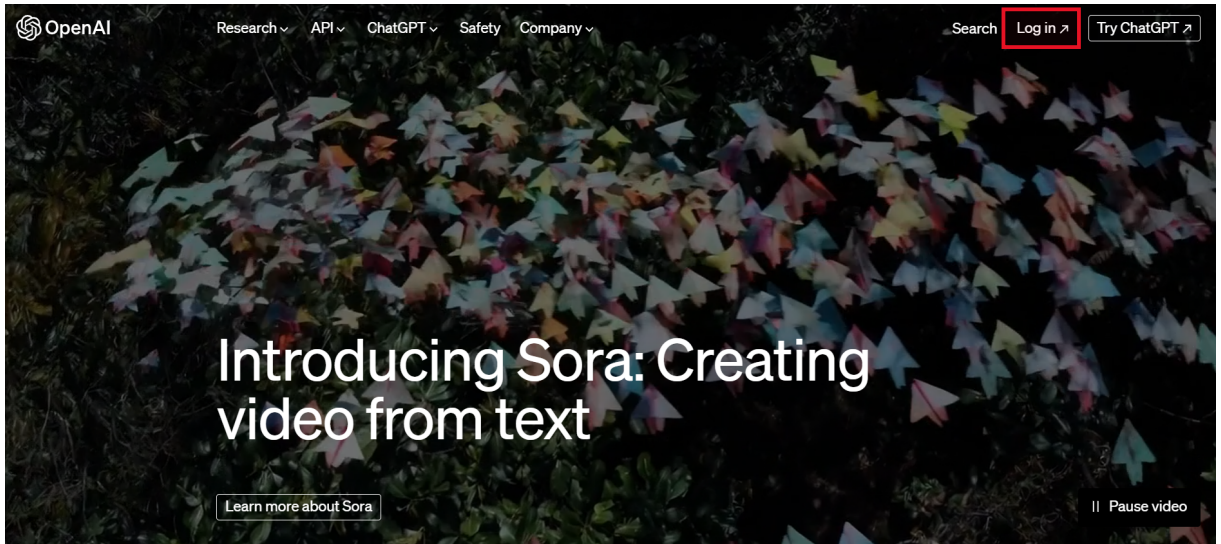 OpenAI Research API ChatGPT Safety Company Search Log in ↗ Try ChatGPT ↗
Introducing Sora: Creating
video from text
Learn more about Sora
Pause video